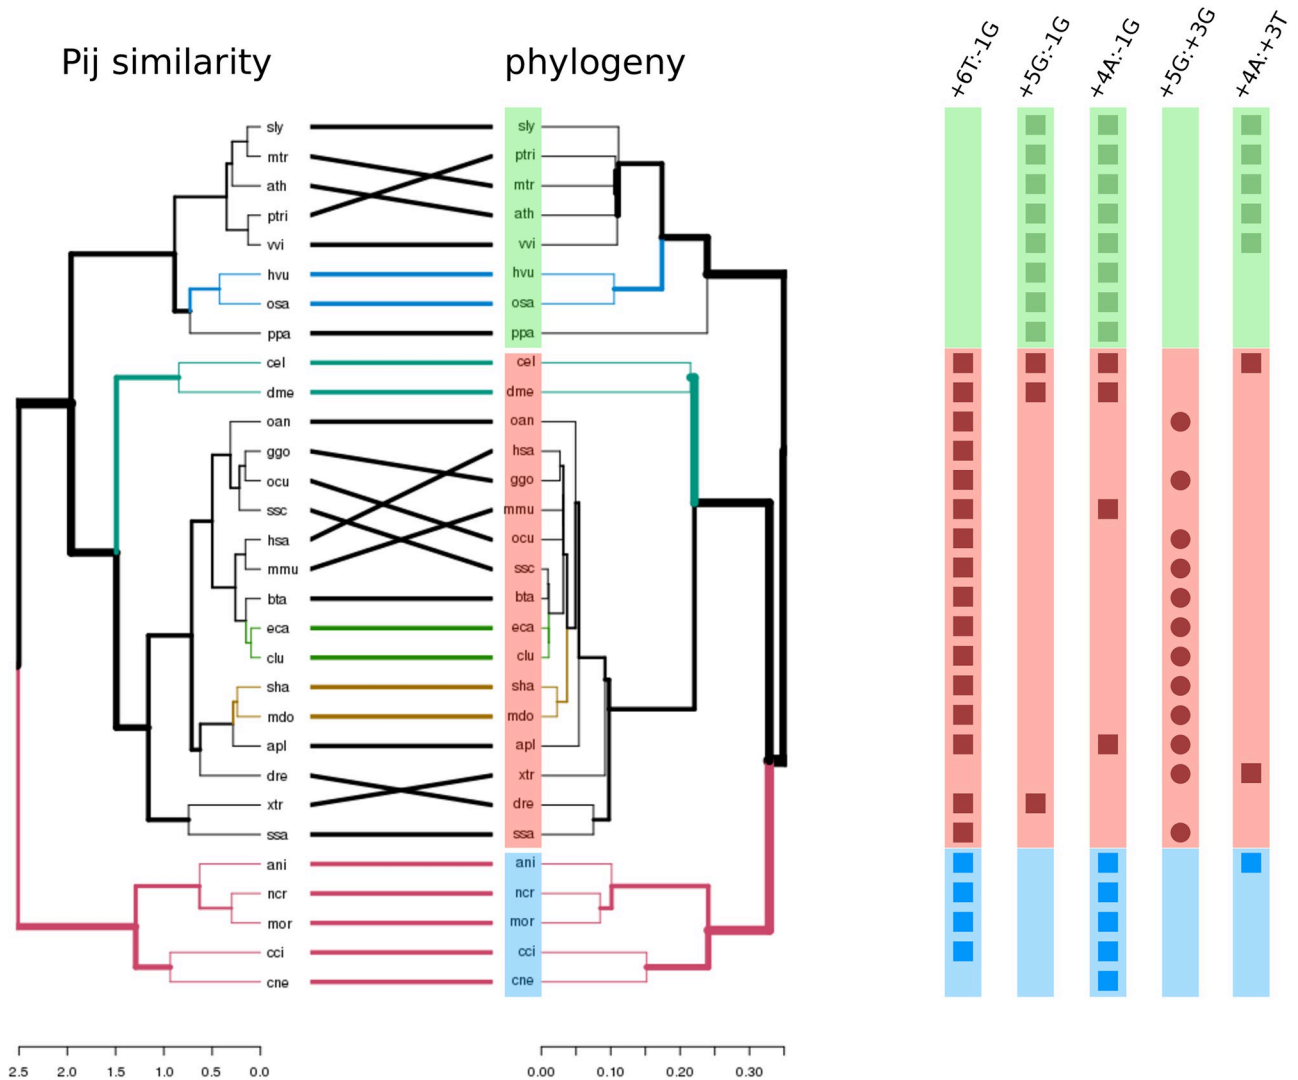 Pij similarity
phylogeny
+6T:-1G
+5G:-1G
+4A:-1G
+5G:+3G
+4A:+3T
sly
mtr
ath
ptri
vvi
hvu
osa
ppa
cel
dme
oan
ggo
ocu
ssc
hsa
mmu
bta
eca
clu
sha
mdo
apl
dre
xtr
ssa
ani
ncr
mor
cci
cne
sly
ptri
mtr
ath
vvi
hvu
osa
ppa
cel
dme
oan
hsa
ggo
mmu
ocu
ssc
bta
eca
clu
sha
mdo
apl
xtr
dre
ssa
ani
ncr
mor
cci
cne
2.5 2.0 1.5 1.0 0.5 0.0
0.00 0.10 0.20 0.30